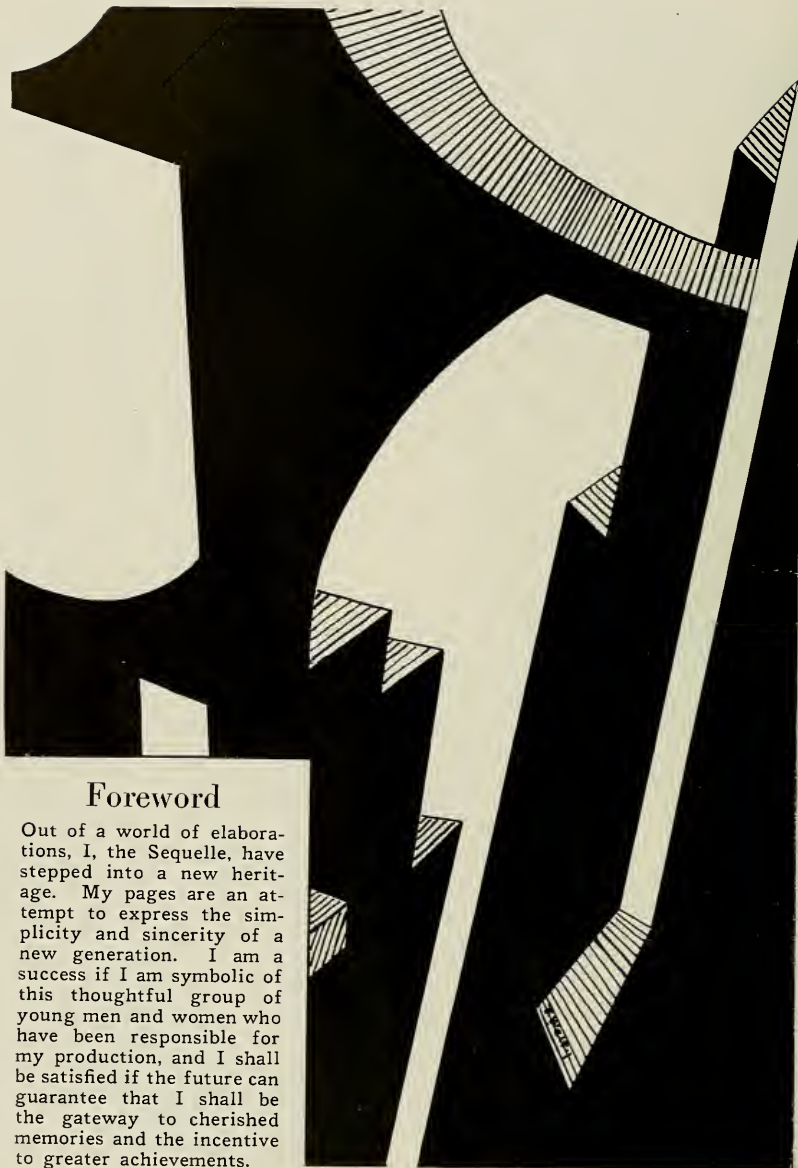 Foreword
Out of a world of elabora-
tions, I, the Sequelle, have
stepped into a new herit-
age. My pages are an at-
tempt to express the sim-
plicity and sincerity of a
new generation. I am a
success if I am symbolic of
this thoughtful group of
young men and women who
have been responsible for
my production, and I shall
be satisfied if the future can
guarantee that I shall be
the gateway to cherished
memories and the incentive
to greater achievements.